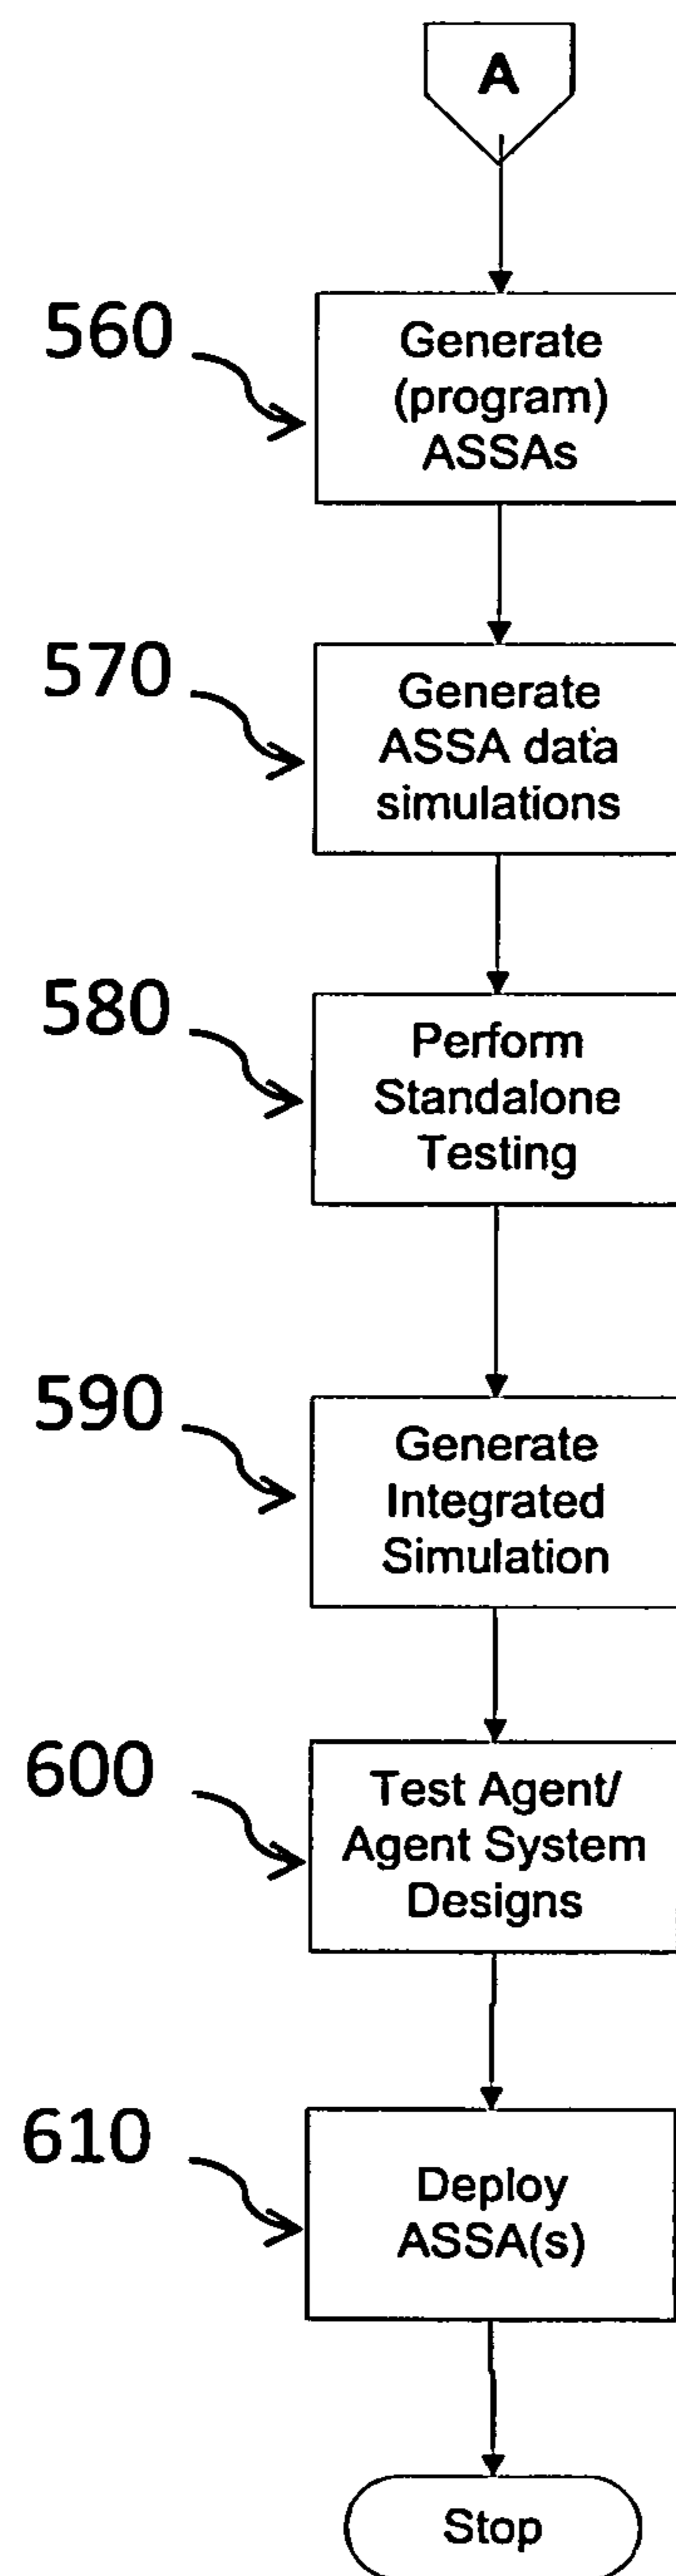 A
560
Generate
(program)
ASSAs
570
Generate
ASSA data
simulations
580
Perform
Standalone
Testing
590
Generate
Integrated
Simulation
600
Test Agent/
Agent System
Designs
610
Deploy
ASSA(s)
Stop